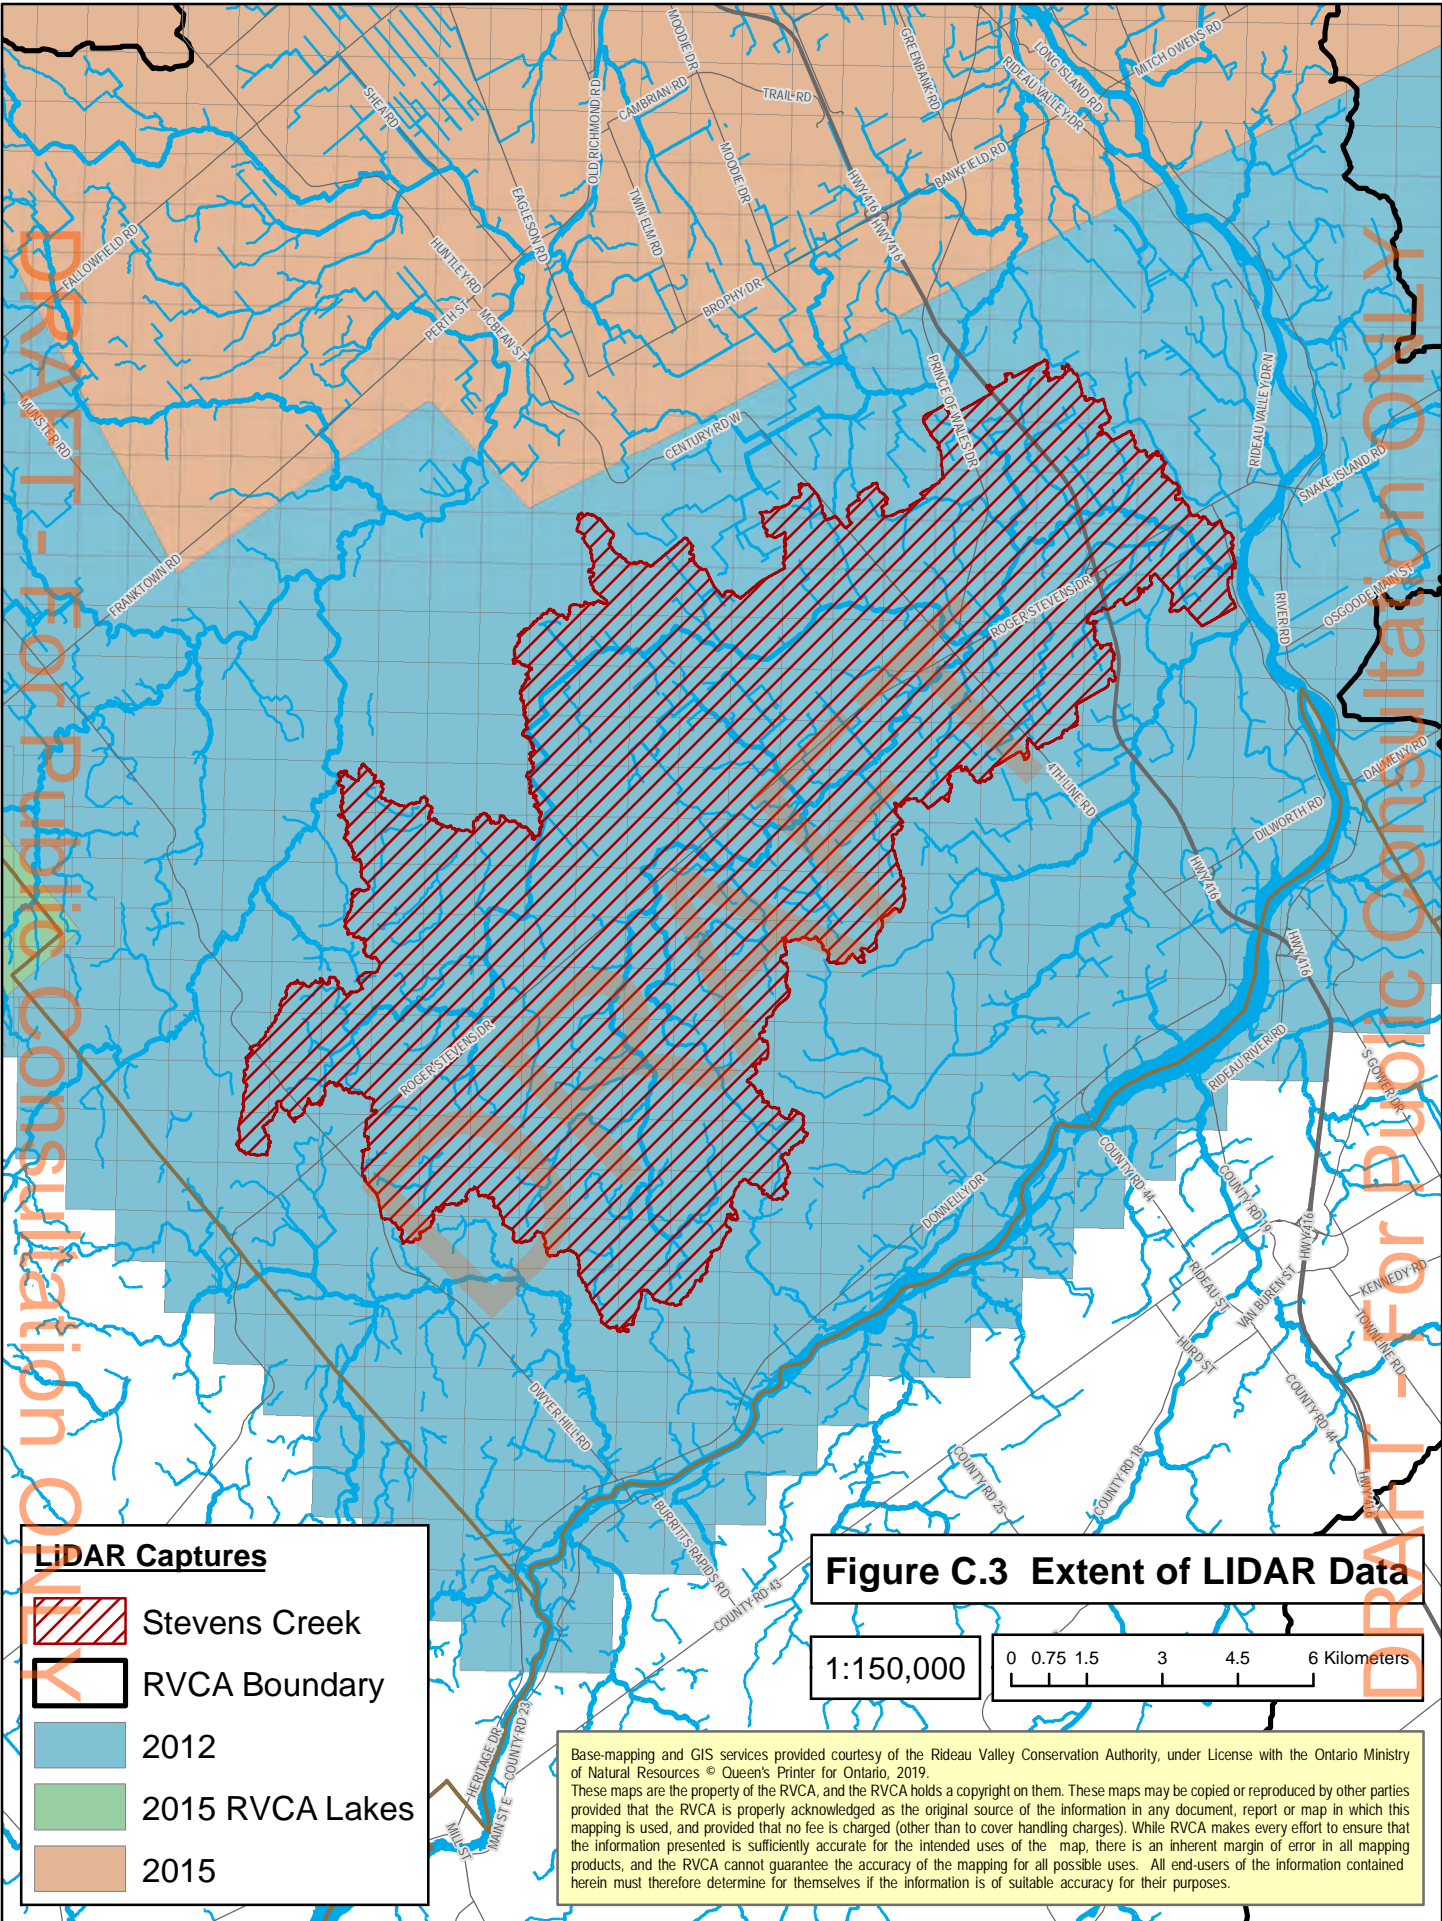 MOODIE DR
GREENBANK RD
LONG ISLAND RD
MITCH OWENS RD
RIDEAU VALLEY DR
SHEA RD
OLD RICHMOND RD
CAMBRIAN RD
TRAIL RD
MOODIE DR
BANKFIELD RD
HWY 416
HWY 416
EAGLESON RD
TWIN ELM RD
FALLOWFIELD RD
HUNTLEY RD
PERTH ST
MCBEAN ST
BROPHY DR
PRINCE OF WALES DR
RIDEAU VALLEY DR N
MUNSTER RD
CENTURY RD W
SNAKE ISLAND RD
FRANKTOWN RD
ROGER STEVENS DR
RIVER RD
OSGOODE MAIN ST
4TH LINE RD
DALMENY RD
DILWORTH RD
HWY 416
HWY 416
ROGER STEVENS DR
RIDEAU RIVER RD
S GOWER DR
DONNELLY DR
COUNTY RD 44
COUNTY RD 19
HWY 416
RIDEAU ST
VAN BUREN ST
KENNEDY RD
TOWNLINE RD
HURD ST
COUNTY RD 44
DWYER HILL RD
COUNTY RD 25
COUNTY RD 18
HWY 416
BURRITTS RAPIDS RD
COUNTY RD 43
HERITAGE DR
COUNTY RD 23
MAIN ST E
MILL ST
DRAFT - For Public Consultation ONLY
DRAFT - For Public Consultation ONLY
DRAFT
LiDAR Captures
Stevens Creek
RVCA Boundary
2012
2015 RVCA Lakes
2015
Figure C.3 Extent of LIDAR Data
1:150,000
0 0.75 1.5 3 4.5 6 Kilometers
Base-mapping and GIS services provided courtesy of the Rideau Valley Conservation Authority, under License with the Ontario Ministry
of Natural Resources © Queen's Printer for Ontario, 2019.
These maps are the property of the RVCA, and the RVCA holds a copyright on them. These maps may be copied or reproduced by other parties
provided that the RVCA is properly acknowledged as the original source of the information in any document, report or map in which this
mapping is used, and provided that no fee is charged (other than to cover handling charges). While RVCA makes every effort to ensure that
the information presented is sufficiently accurate for the intended uses of the map, there is an inherent margin of error in all mapping
products, and the RVCA cannot guarantee the accuracy of the mapping for all possible uses. All end-users of the information contained
herein must therefore determine for themselves if the information is of suitable accuracy for their purposes.